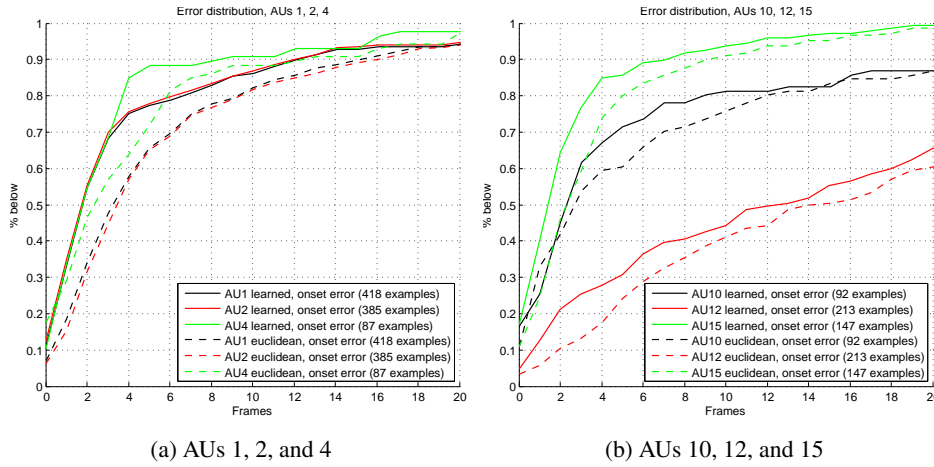 Error distribution, AUs 1, 2, 4
1
0.9
0.8
0.7
0.6
0.5
0.4
0.3
0.2
0.1
0
% below
AU1 learned, onset error (418 examples)
AU2 learned, onset error (385 examples)
AU4 learned, onset error (87 examples)
AU1 euclidean, onset error (418 examples)
AU2 euclidean, onset error (385 examples)
AU4 euclidean, onset error (87 examples)
0 2 4 6 8 10 12 14 16 18 20
Frames
(a) AUs 1, 2, and 4
Error distribution, AUs 10, 12, 15
1
0.9
0.8
0.7
0.6
0.5
0.4
0.3
0.2
0.1
0
% below
AU10 learned, onset error (92 examples)
AU12 learned, onset error (213 examples)
AU15 learned, onset error (147 examples)
AU10 euclidean, onset error (92 examples)
AU12 euclidean, onset error (213 examples)
AU15 euclidean, onset error (147 examples)
0 2 4 6 8 10 12 14 16 18 20
Frames
(b) AUs 10, 12, and 15